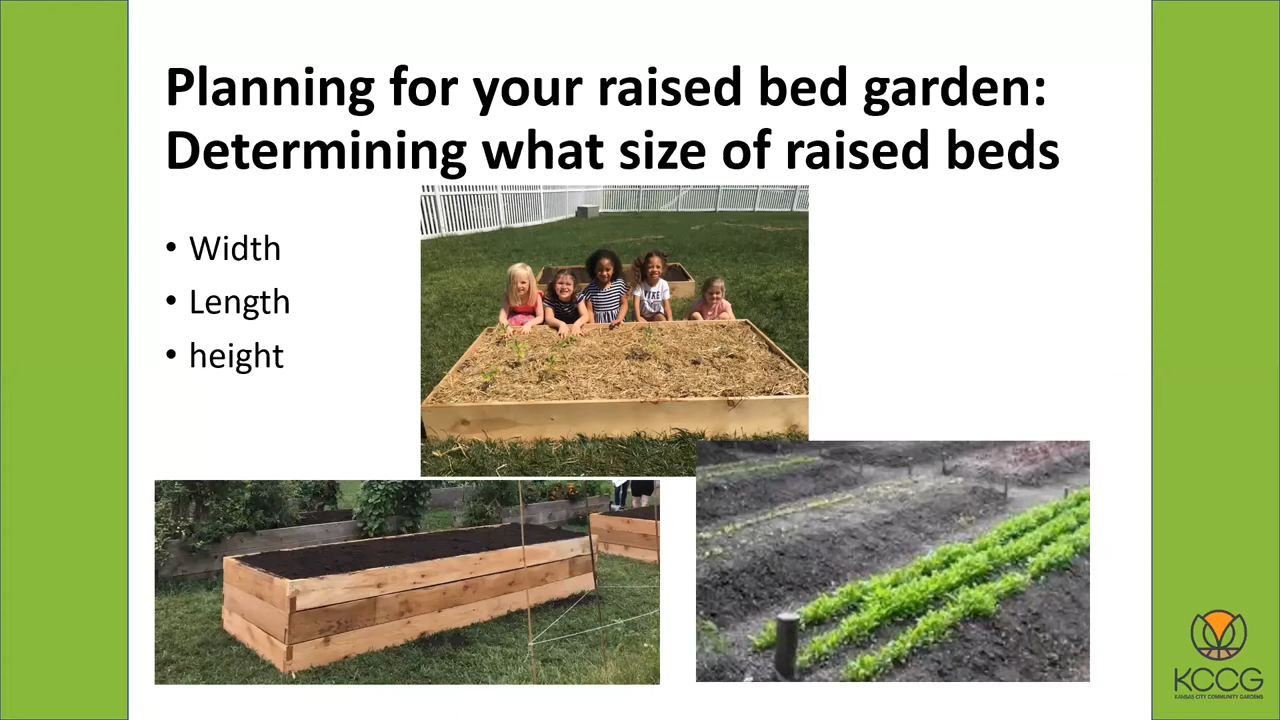 Planning for your raised bed garden:
Determining what size of raised beds
• Width
• Length
• height
KCCG
KANSAS CITY COMMUNITY GARDENS